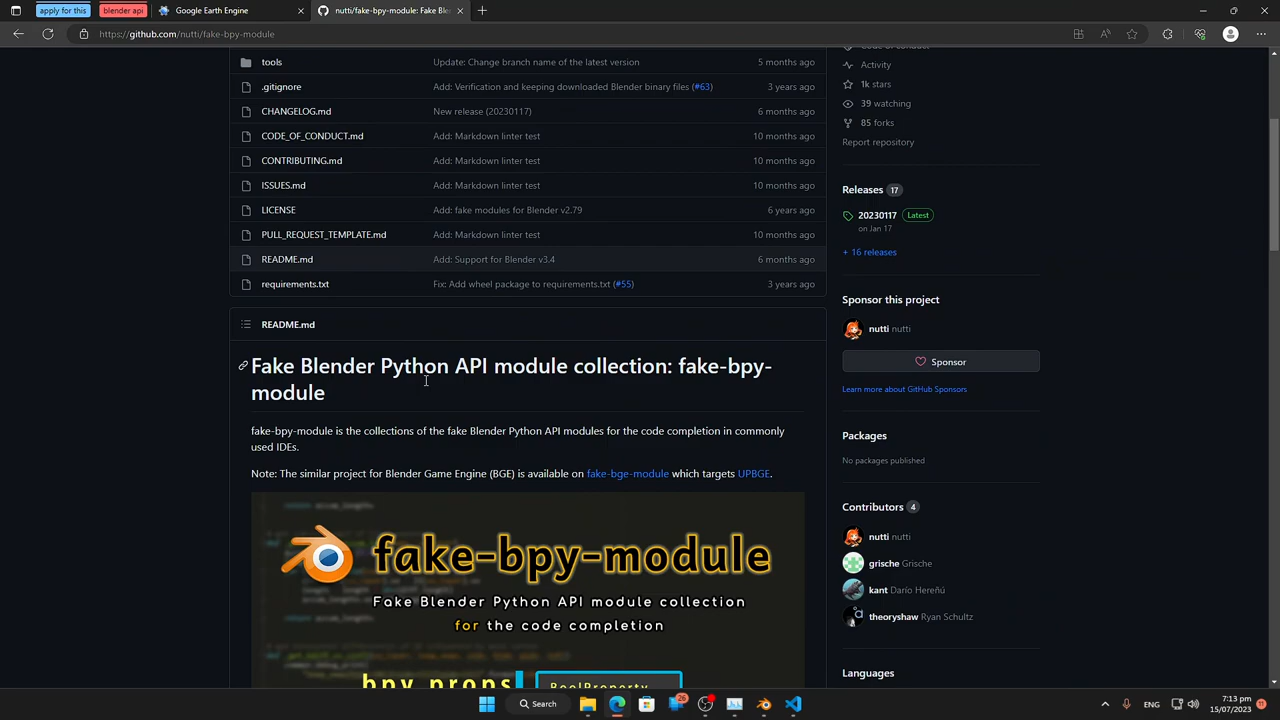 apply for this
blender api
Google Earth Engine
nutti/fake-bpy-module: Fake Ble
https://github.com/nutti/fake-bpy-module
tools
Update: Change branch name of the latest version
5 months ago
.gitignore
Add: Verification and keeping downloaded Blender binary files (#63)
3 years ago
CHANGELOG.md
New release (20230117)
6 months ago
CODE_OF_CONDUCT.md
Add: Markdown linter test
10 months ago
CONTRIBUTING.md
Add: Markdown linter test
10 months ago
ISSUES.md
Add: Markdown linter test
10 months ago
LICENSE
Add: fake modules for Blender v2.79
6 years ago
PULL_REQUEST_TEMPLATE.md
Add: Markdown linter test
10 months ago
README.md
Add: Support for Blender v3.4
6 months ago
requirements.txt
Fix: Add wheel package to requirements.txt (#55)
3 years ago
README.md
Fake Blender Python API module collection: fake-bpy-
module
fake-bpy-module is the collections of the fake Blender Python API modules for the code completion in commonly
used IDEs.
Note: The similar project for Blender Game Engine (BGE) is available on fake-bge-module which targets UPBGE.
fake-bpy-module
Fake Blender Python API module collection
for the code completion
bpy.props
BoolProperty
Code of conduct
Activity
1k stars
39 watching
85 forks
Report repository
Releases 17
20230117 Latest
on Jan 17
+ 16 releases
Sponsor this project
nutti nutti
Sponsor
Learn more about GitHub Sponsors
Packages
No packages published
Contributors 4
nutti nutti
grische Grische
kant Darío Hereñú
theoryshaw Ryan Schultz
Languages
Search
26
ENG
7:13 pm
15/07/2023